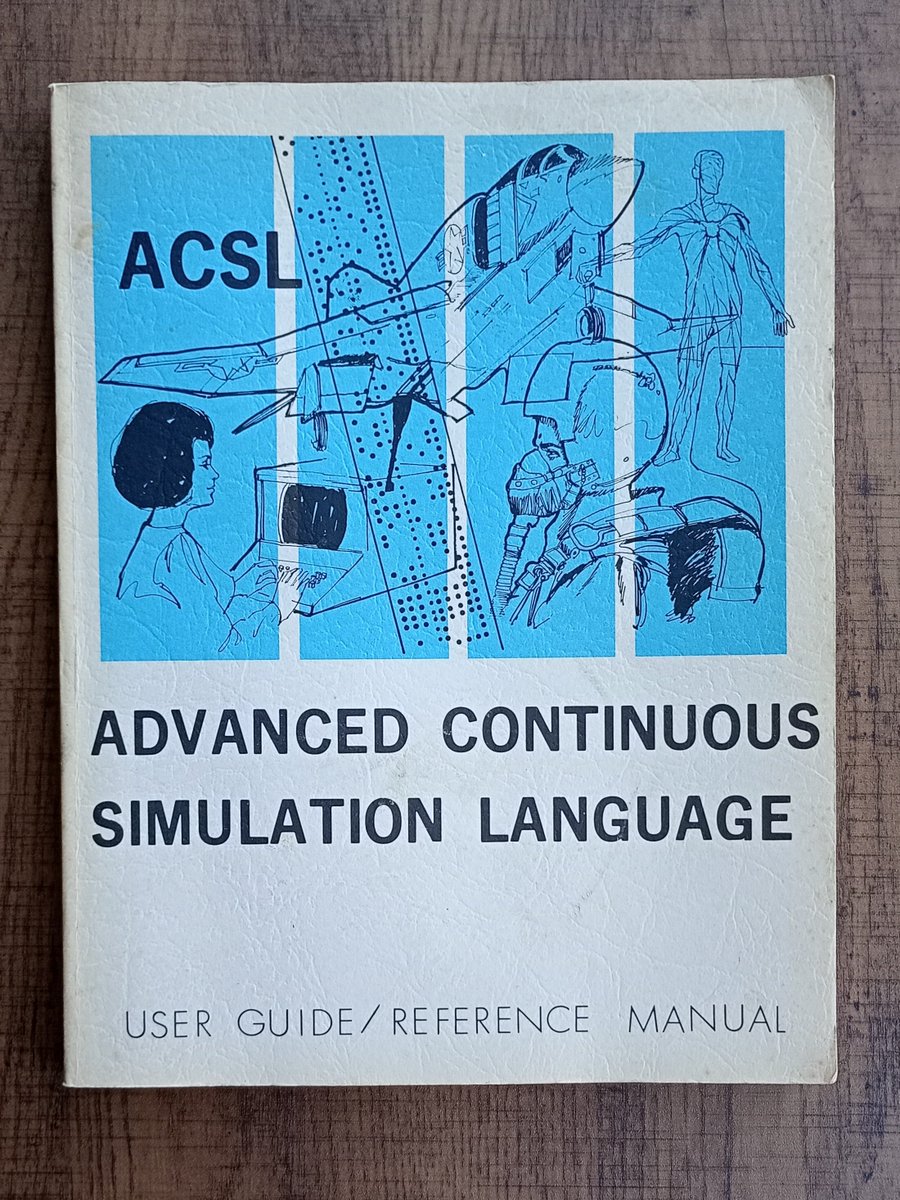 ACSL
ADVANCED CONTINUOUS
SIMULATION LANGUAGE
USER GUIDE/REFERENCE MANUAL